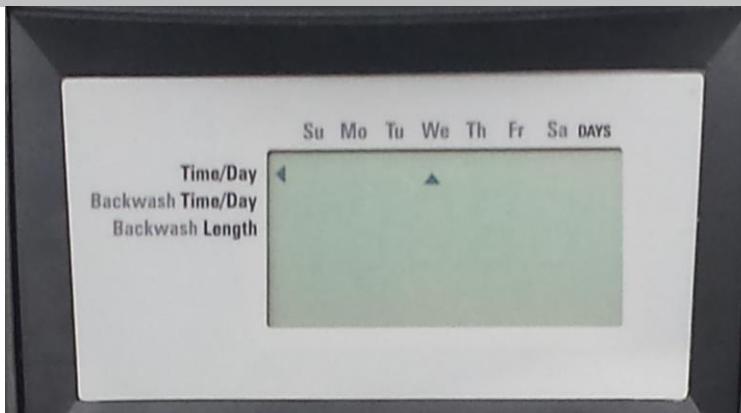 Su Mo Tu We Th Fr Sa DAYS
Time/Day
Backwash Time/Day
Backwash Length